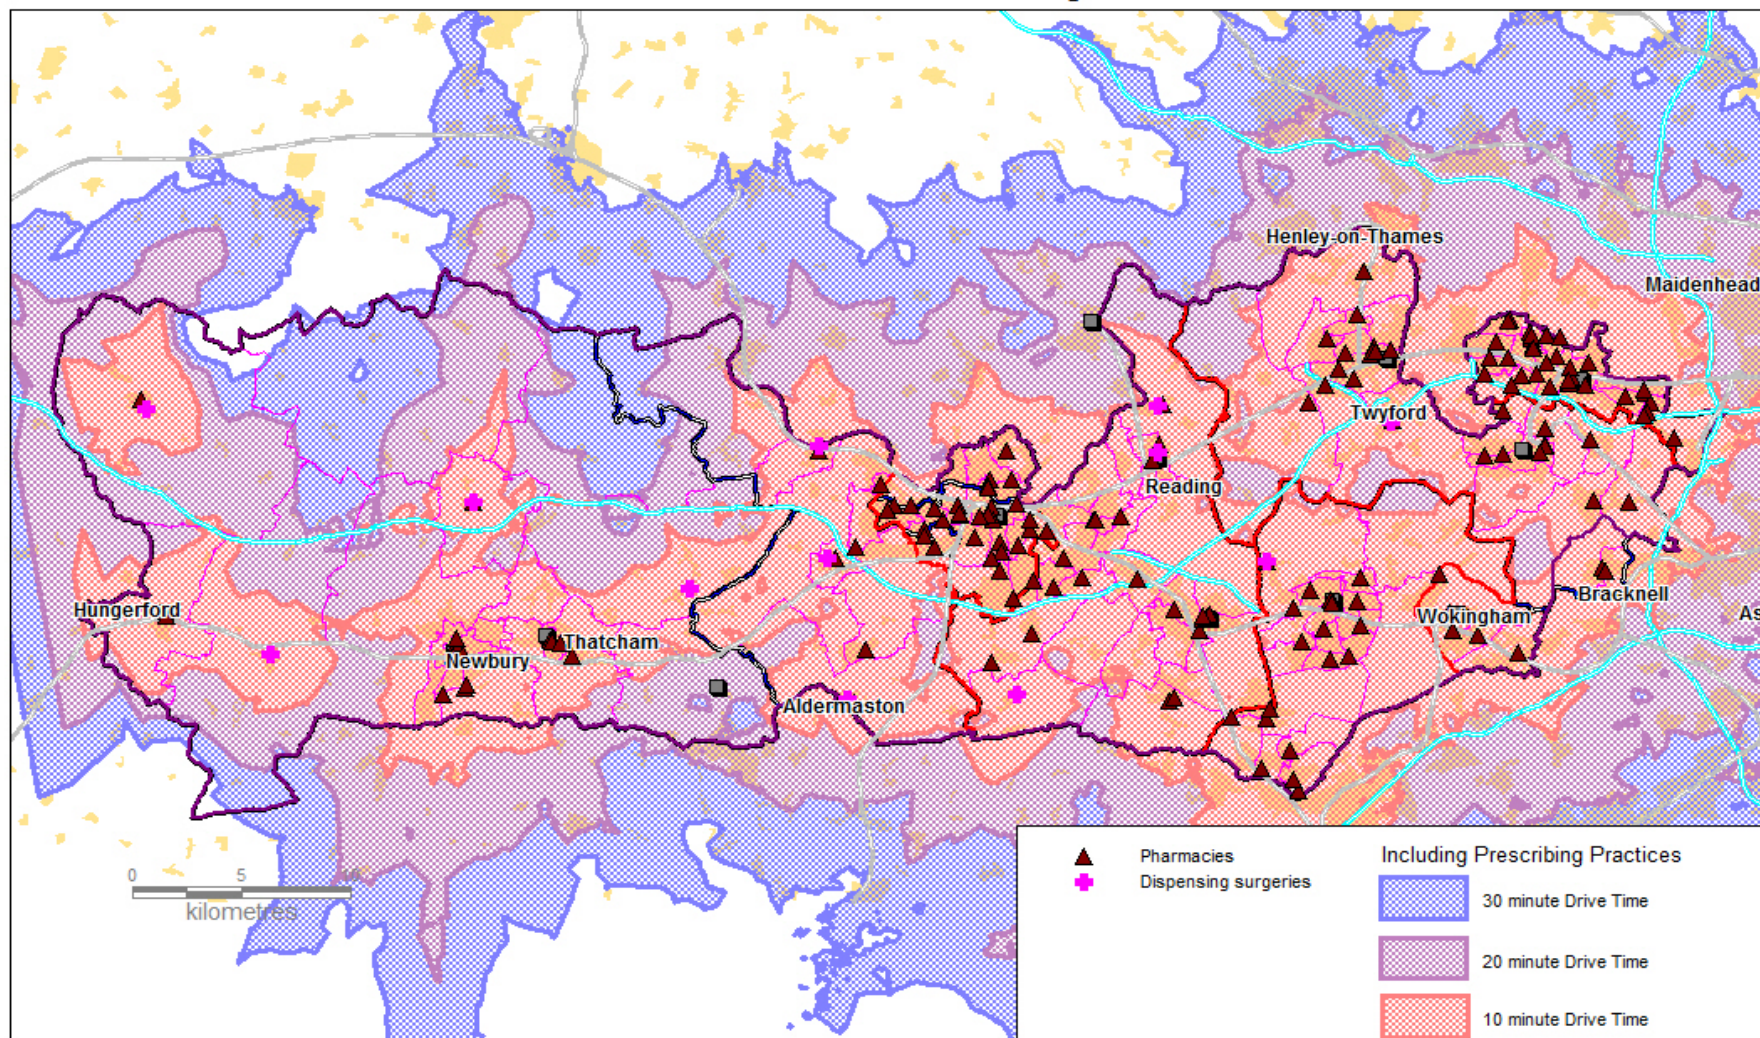 Henley-on-Thames
Maidenhead
Twyford
Reading
Hungerford
Thatcham
Newbury
Wokingham
Bracknell
As
Aldermaston
0 5
kilometres
Pharmacies
Dispensing surgeries
Including Prescribing Practices
30 minute Drive Time
20 minute Drive Time
10 minute Drive Time